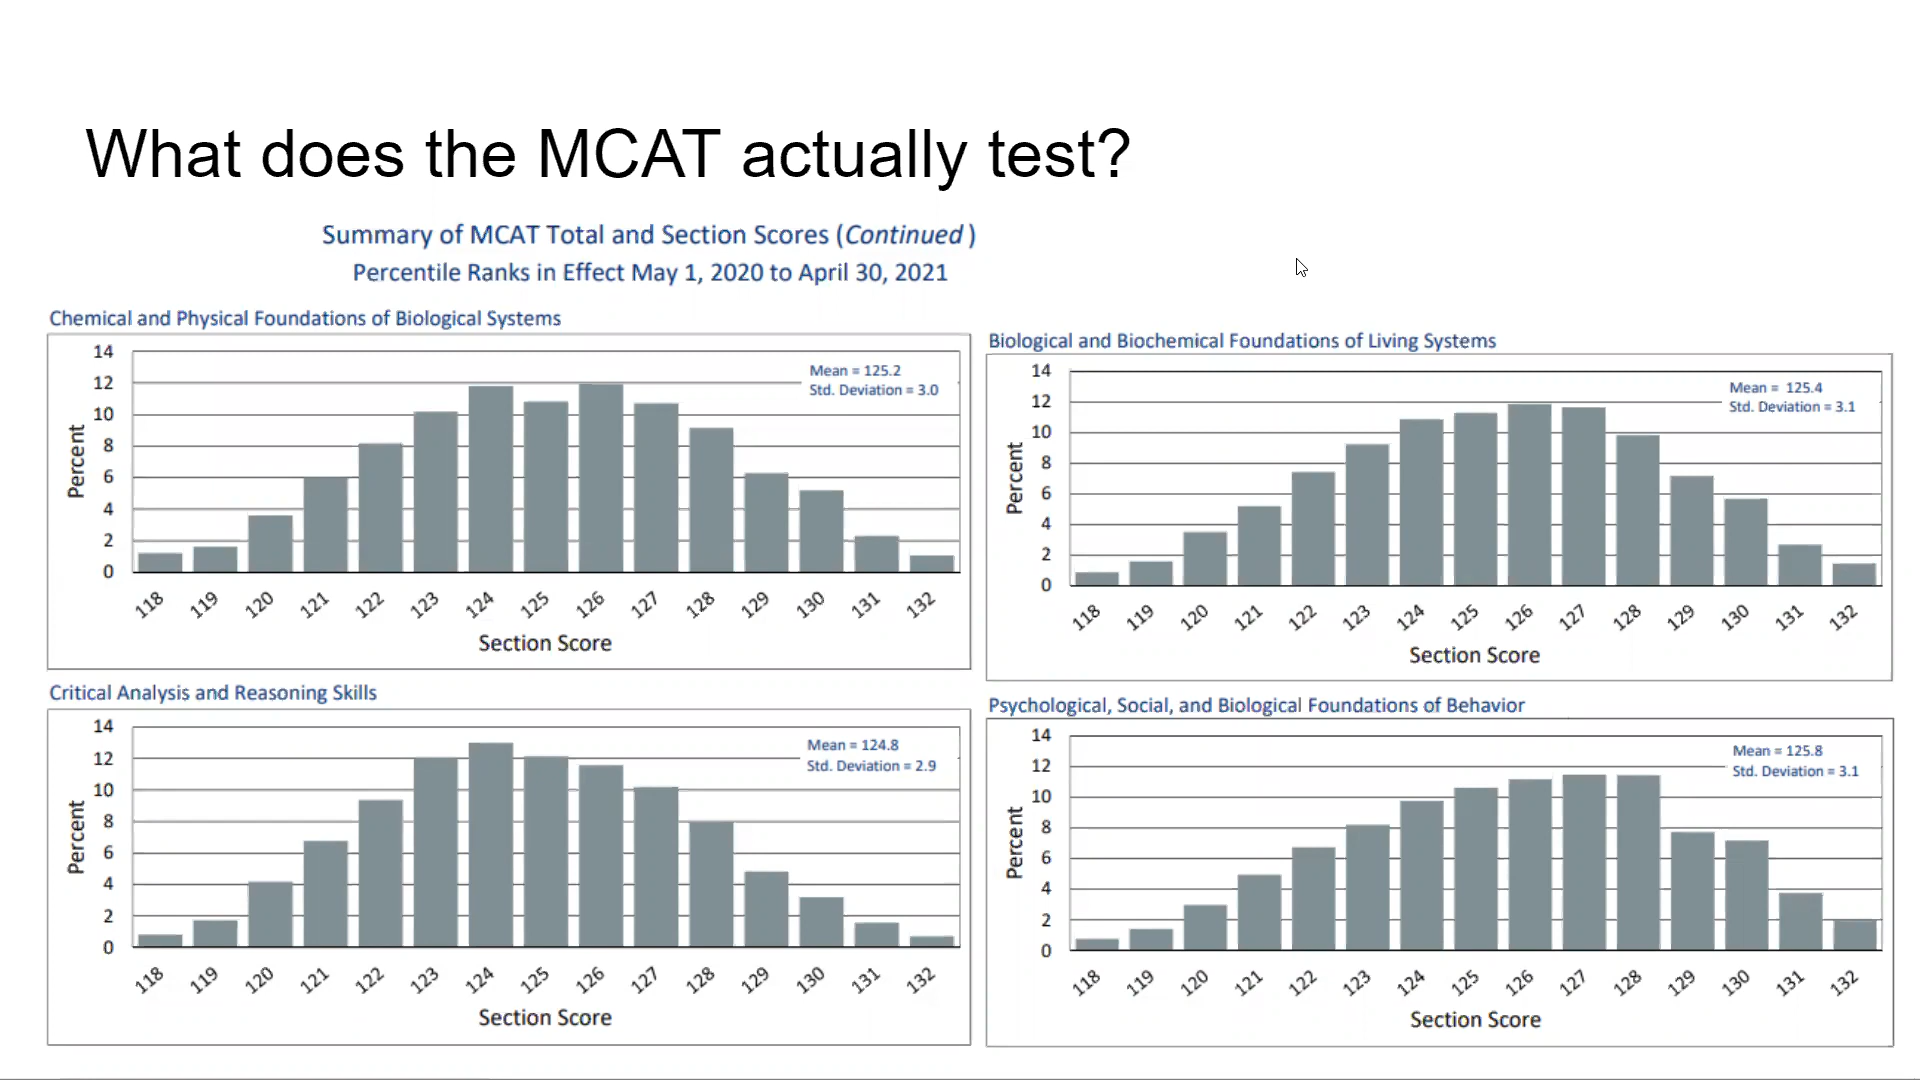 What does the MCAT actually test?
Summary of MCAT Total and Section Scores (Continued )
Percentile Ranks in Effect May 1, 2020 to April 30, 2021
Chemical and Physical Foundations of Biological Systems
Mean = 125.2
Std. Deviation = 3.0
Percent
14
12
10
8
6
4
2
0
118 119 120 121 122 123 124 125 126 127 128 129 130 131 132
Section Score
Biological and Biochemical Foundations of Living Systems
Mean = 125.4
Std. Deviation = 3.1
Percent
14
12
10
8
6
4
2
0
118 119 120 121 122 123 124 125 126 127 128 129 130 131 132
Section Score
Critical Analysis and Reasoning Skills
Mean = 124.8
Std. Deviation = 2.9
Percent
14
12
10
8
6
4
2
0
118 119 120 121 122 123 124 125 126 127 128 129 130 131 132
Section Score
Psychological, Social, and Biological Foundations of Behavior
Mean = 125.8
Std. Deviation = 3.1
Percent
14
12
10
8
6
4
2
0
118 119 120 121 122 123 124 125 126 127 128 129 130 131 132
Section Score